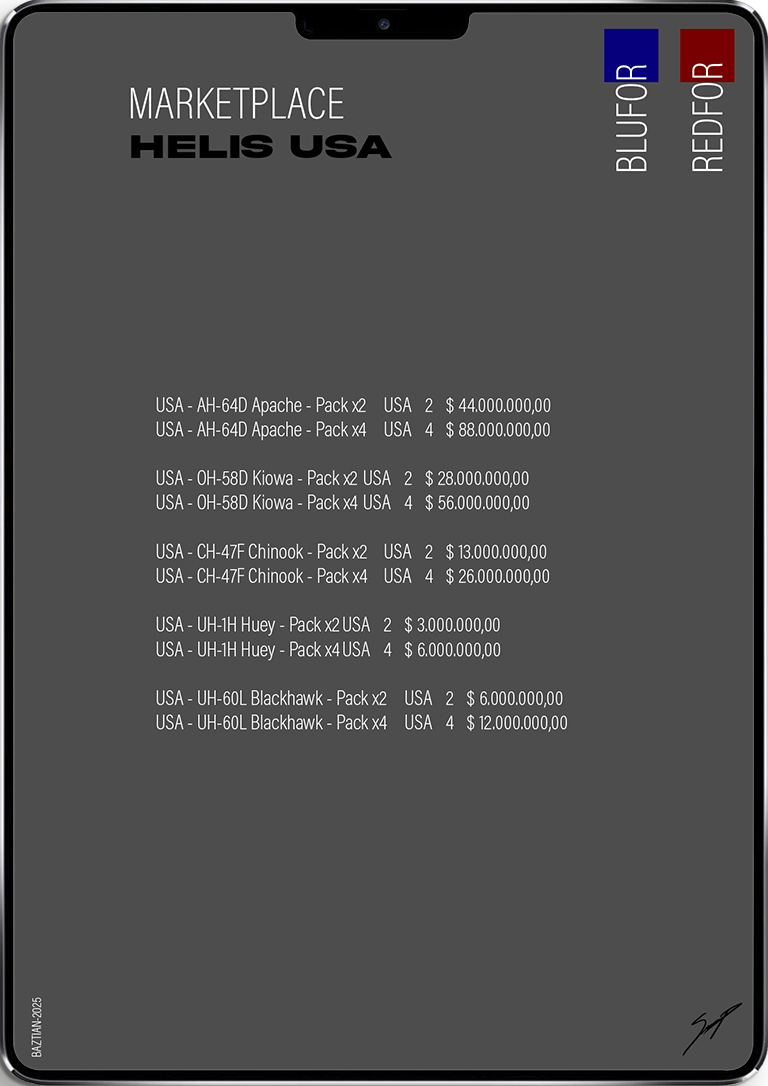 MARKETPLACE
HELIS USA
BLUFOR
REDFOR
USA - AH-64D Apache - Pack x2 USA 2 $ 44.000.000,00
USA - AH-64D Apache - Pack x4 USA 4 $ 88.000.000,00
USA - OH-58D Kiowa - Pack x2 USA 2 $ 28.000.000,00
USA - OH-58D Kiowa - Pack x4 USA 4 $ 56.000.000,00
USA - CH-47F Chinook - Pack x2 USA 2 $ 13.000.000,00
USA - CH-47F Chinook - Pack x4 USA 4 $ 26.000.000,00
USA - UH-1H Huey - Pack x2 USA 2 $ 3.000.000,00
USA - UH-1H Huey - Pack x4 USA 4 $ 6.000.000,00
USA - UH-60L Blackhawk - Pack x2 USA 2 $ 6.000.000,00
USA - UH-60L Blackhawk - Pack x4 USA 4 $ 12.000.000,00
BAZTIAN-2025